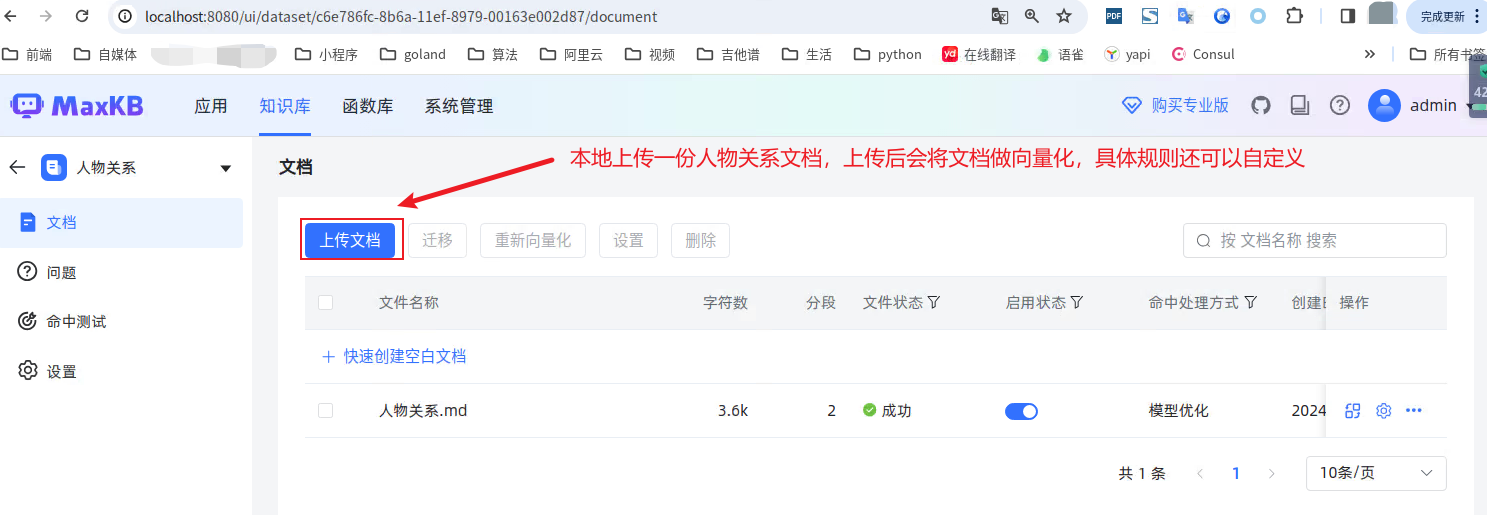 localhost:8080/ui/dataset/c6e786fc-8b6a-11ef-8979-00163e002d87/document
PDF
完成更新
前端 自媒体 小程序 goland 算法 阿里云 视频 吉他谱 生活 python yd 在线翻译 语雀 yapi Consul » 所有书签
MaxKB 应用 知识库 函数库 系统管理 购买专业版 admin
42
人物关系
文档
本地上传一份人物关系文档，上传后会将文档做向量化，具体规则还可以自定义
文档
问题
命中测试
设置
上传文档 迁移 重新向量化 设置 删除 按 文档名称 搜索
文件名称 字符数 分段 文件状态 启用状态 命中处理方式 创建 操作
快速创建空白文档
人物关系.md 3.6k 2 成功 模型优化 2024
共 1 条 1 10条/页